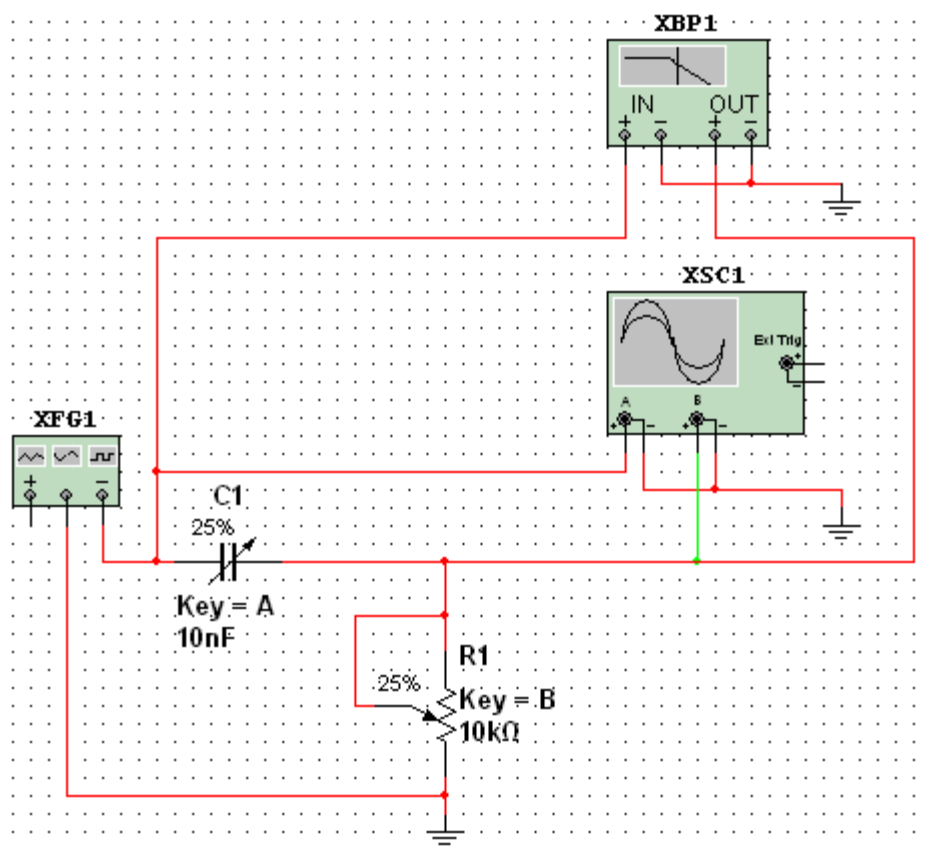 XBP1
IN OUT
+ − + −
XSC1
Ext Trig
+
−
A B
+ − + −
XFG1
+ −
C1
25%
Key = A
10nF
R1
25%
Key = B
10kΩ